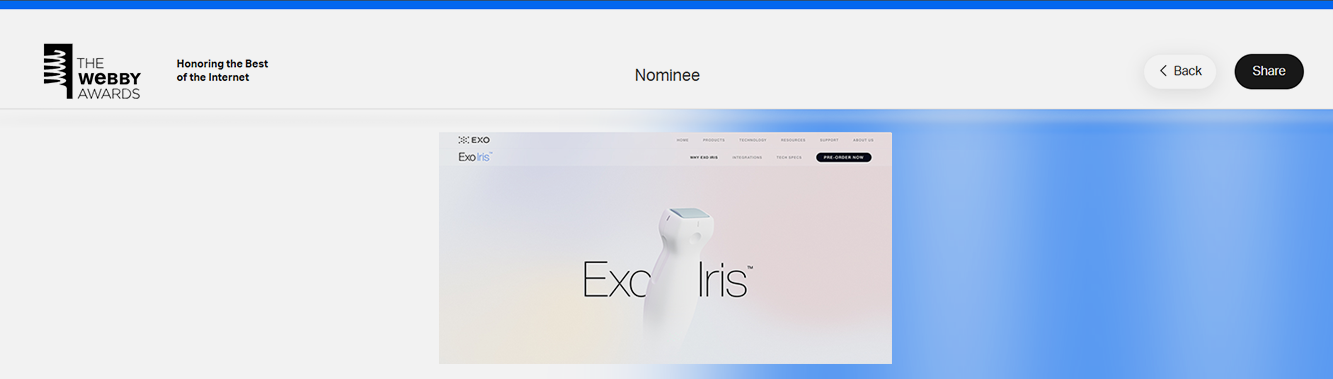 THE
WEBBY
AWARDS
Honoring the Best
of the Internet
Nominee
Back
Share
EXO
HOME PRODUCTS TECHNOLOGY RESOURCES SUPPORT ABOUT US
Exo Iris™
WHY EXO IRIS INTEGRATIONS TECH SPECS PRE-ORDER NOW
Exo Iris™